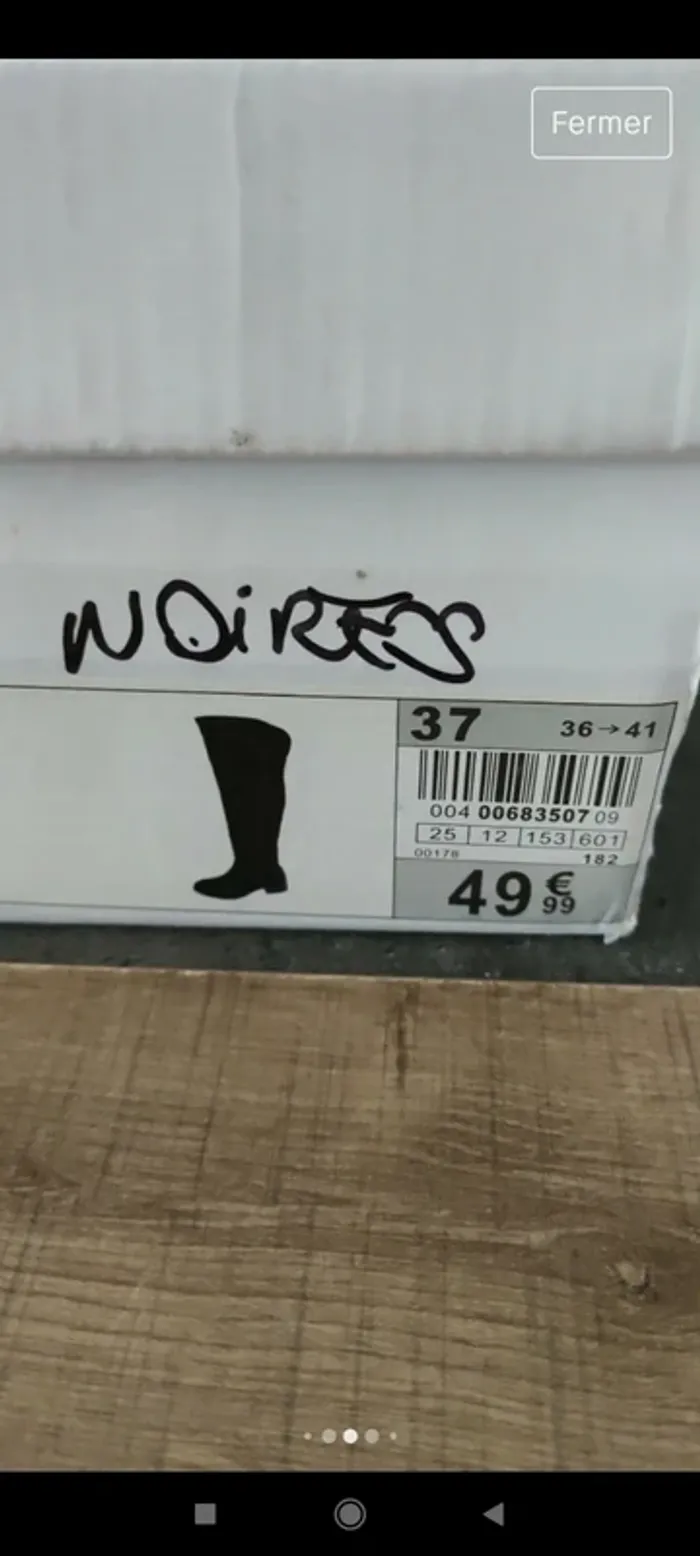 Fermer
NOiRES
37 36→41
004 00683507 09
25 12 153 601
00178 182
49 €99